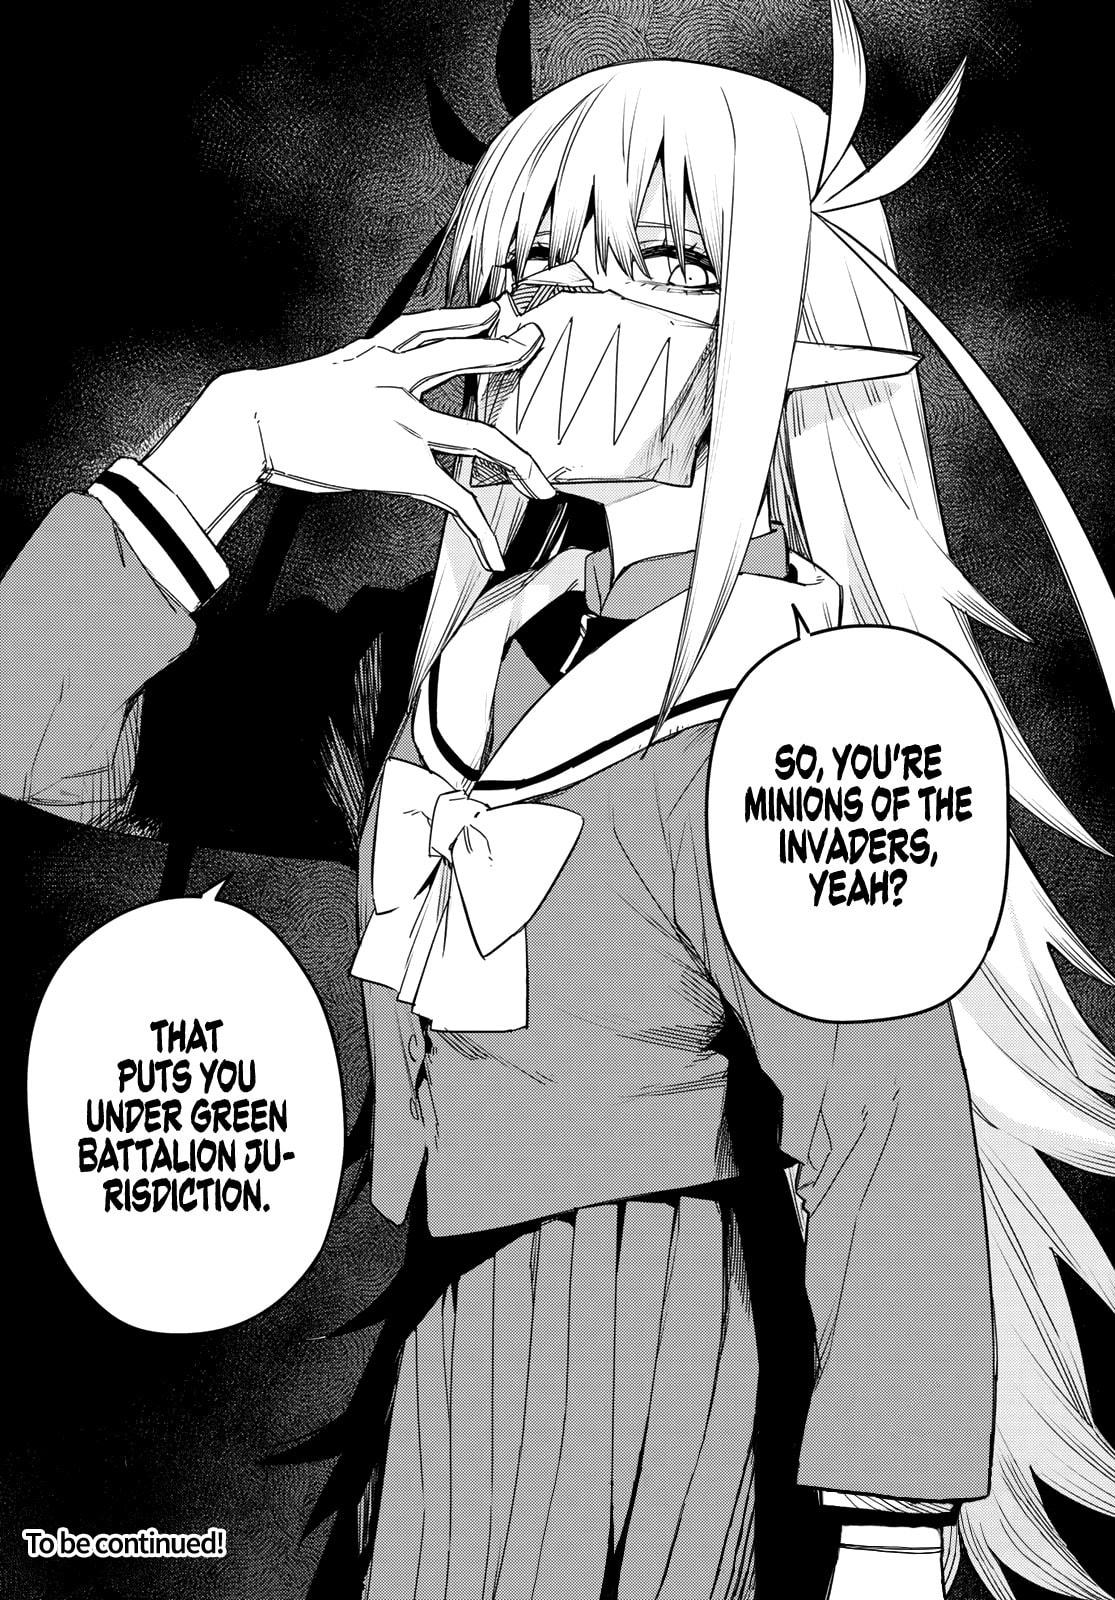 SO, YOU'RE
MINIONS OF THE
INVADERS,
YEAH?
THAT
PUTS YOU
UNDER GREEN
BATTALION JU-
RISDICTION.
To be continued!